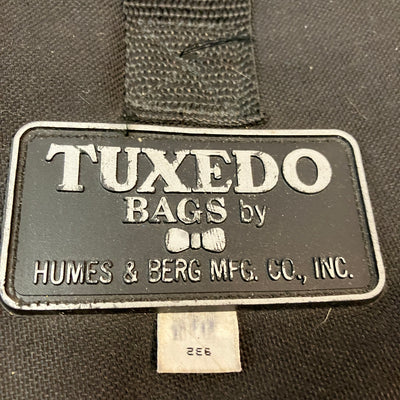 TUXEDO
BAGS by
HUMES & BERG MFG. CO., INC.